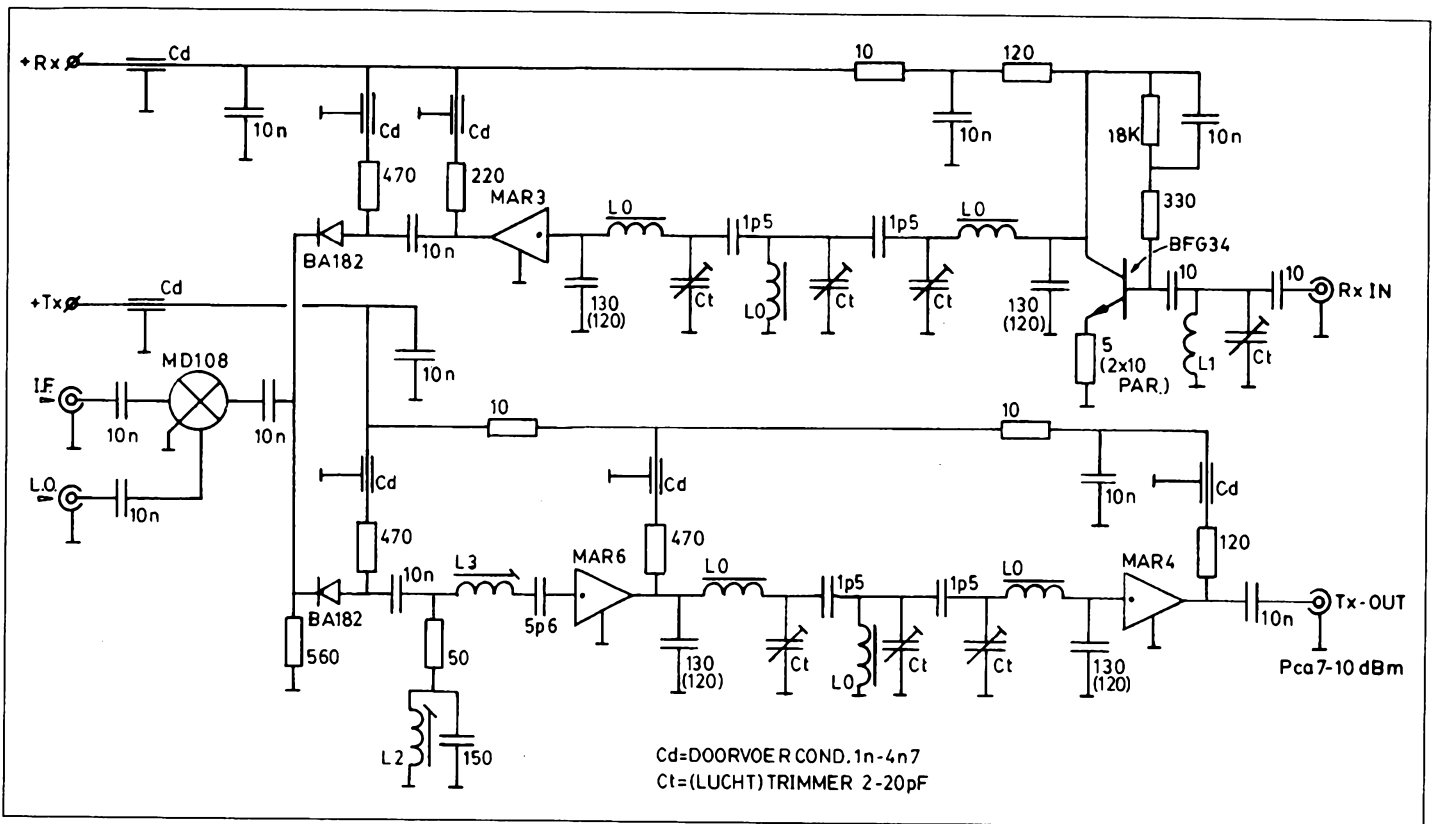 +Rx
Cd
10n
Cd
Cd
10
10n
120
18K
10n
470
220
MAR3
L0
1p5
1p5
L0
330
BFG34
BA182
10n
130
(120)
Ct
L0
Ct
Ct
130
(120)
10
10
Rx IN
5
(2x10
PAR.)
L1
Ct
+Tx
Cd
10n
MD108
I.F.
10n
10n
L.O.
10n
10
10
Cd
Cd
10n
Cd
470
470
120
10n
L3
MAR6
L0
1p5
1p5
L0
MAR4
BA182
5p6
10n
Tx-OUT
560
50
130
(120)
Ct
L0
Ct
Ct
130
(120)
Pca7-10 dBm
L2
150
Cd=DOORVOER COND. 1n-4n7
Ct=(LUCHT) TRIMMER 2-20pF